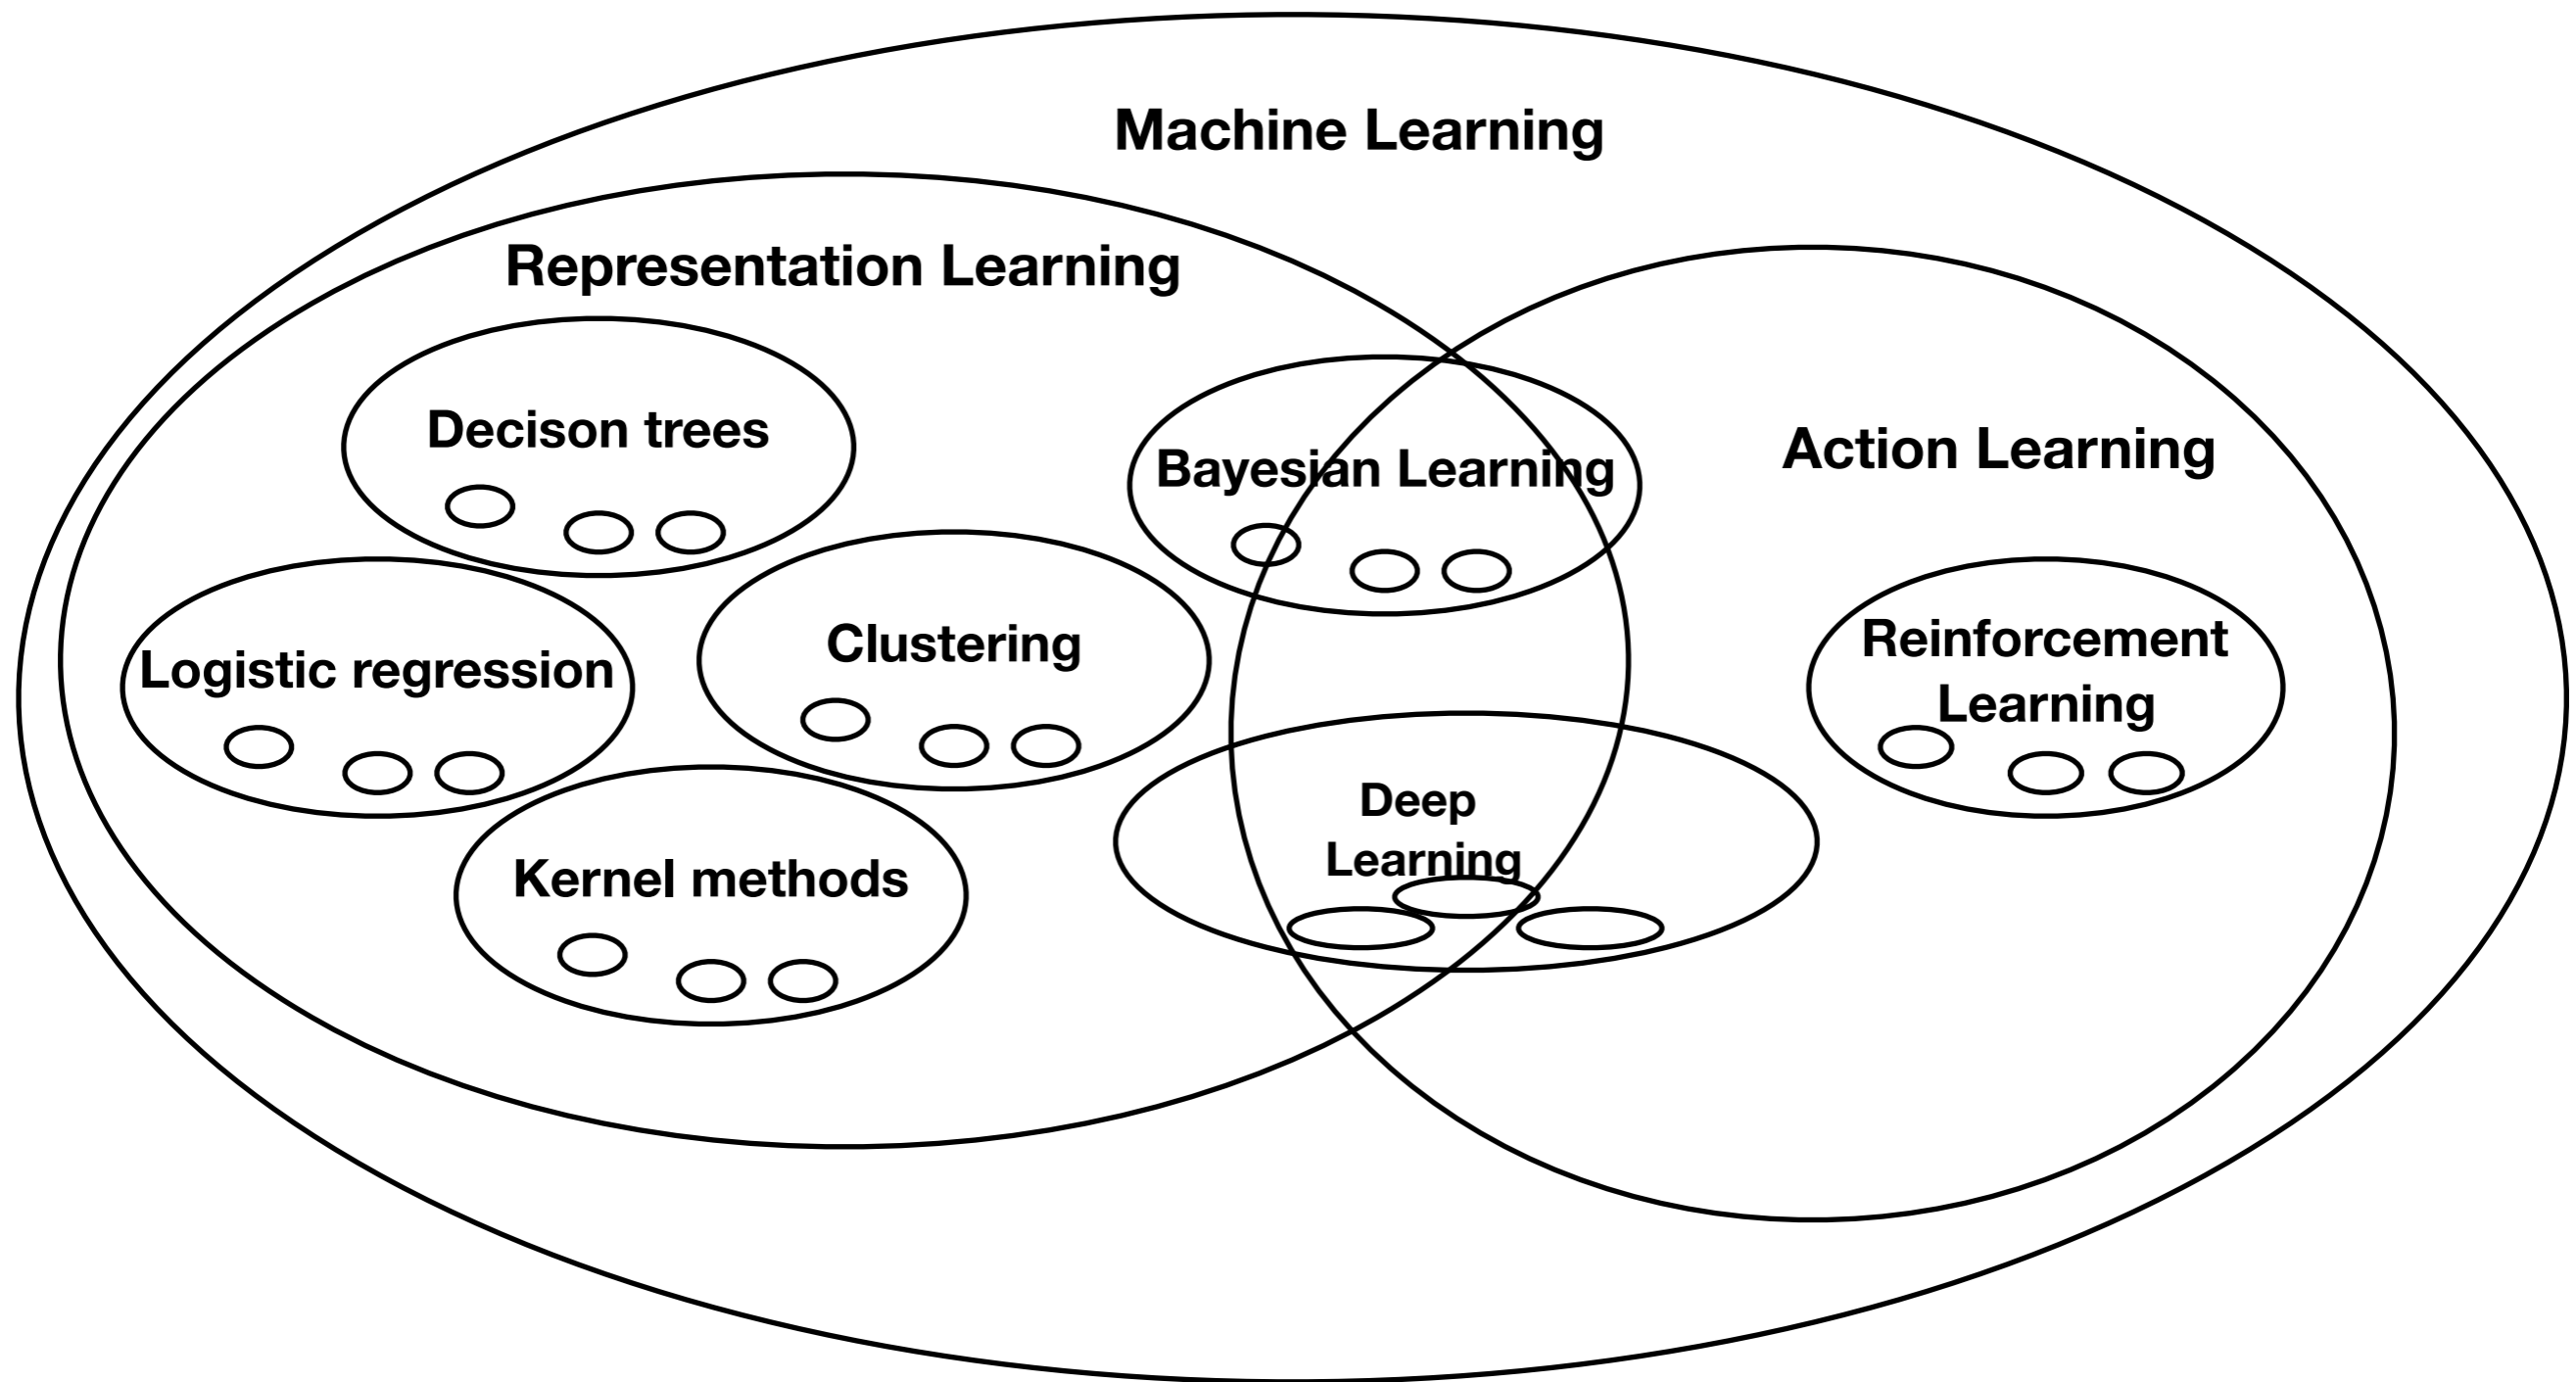 Machine Learning
Representation Learning
Decison trees
Bayesian Learning
Action Learning
Logistic regression
Clustering
Reinforcement
Learning
Kernel methods
Deep
Learning